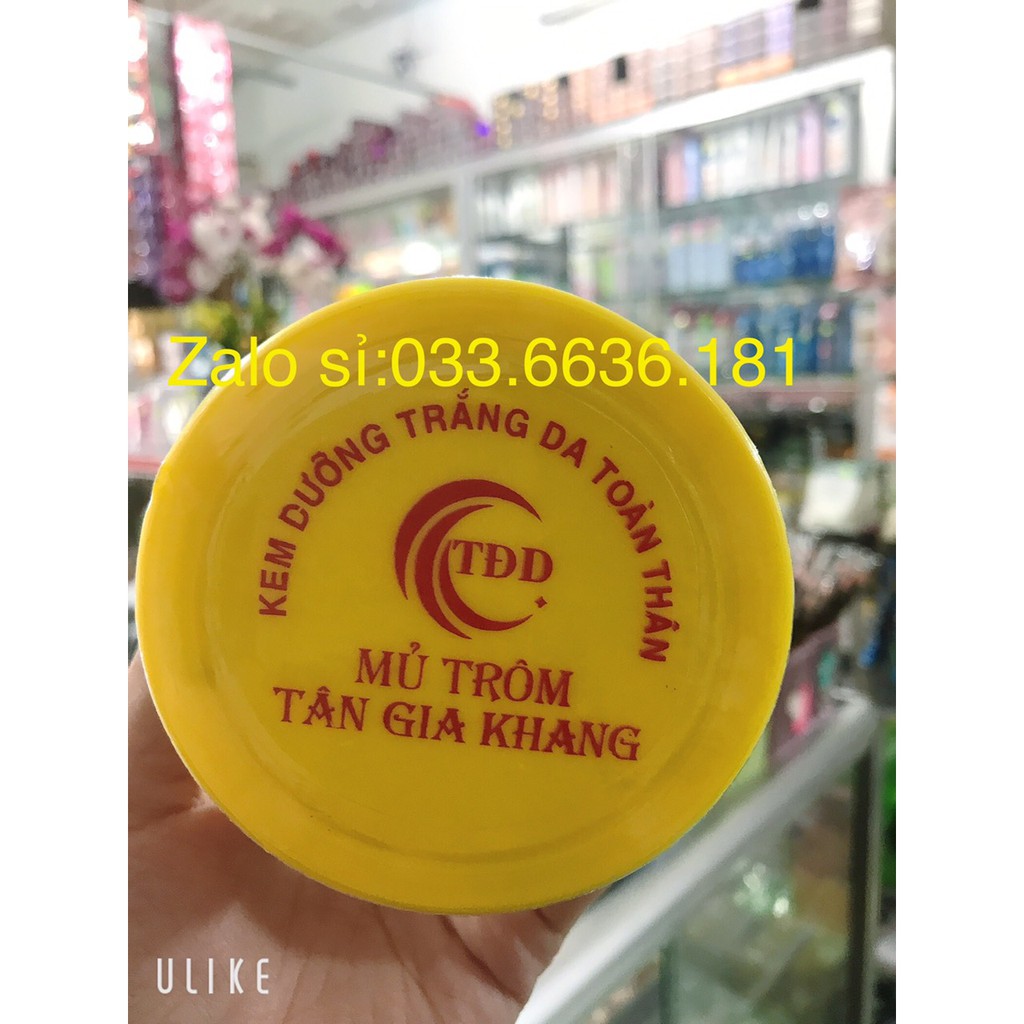 Zalo sỉ:033.6636.181
KEM DƯỠNG TRẮNG DA TOÀN THÂN
TĐD
MỦ TRÔM
TÂN GIA KHANG
ULIKE